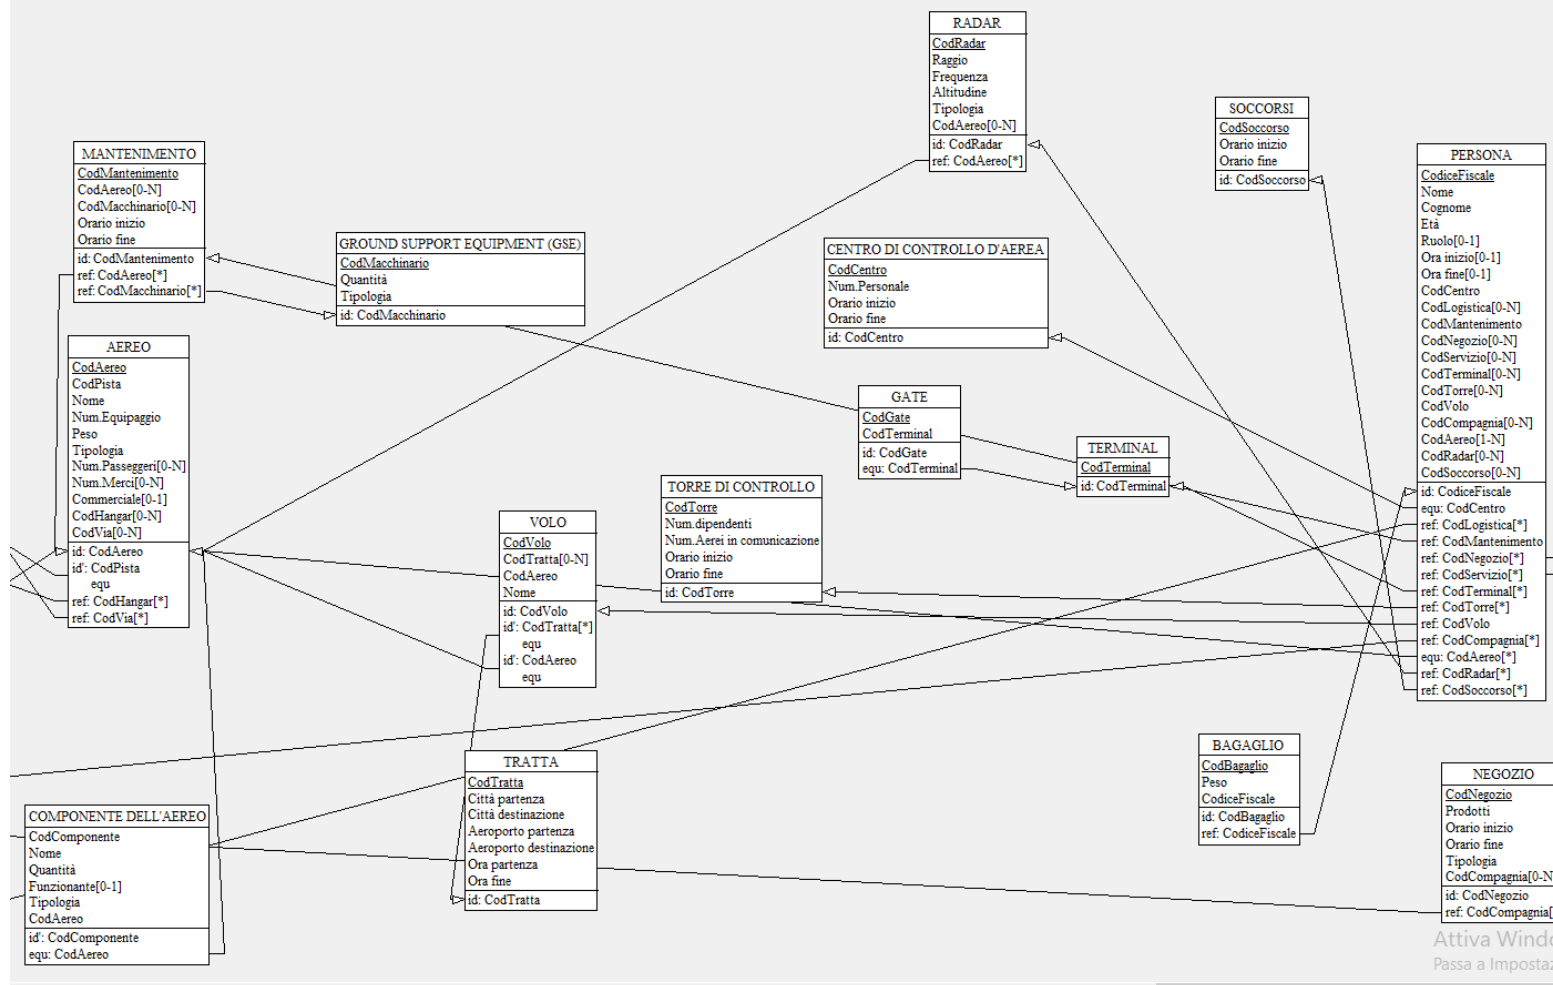 RADAR
CodRadar
Raggio
Frequenza
Altitudine
Tipologia
CodAereo[0-N]
id: CodRadar
ref: CodAereo[*]
SOCCORSI
CodSoccorso
Orario inizio
Orario fine
id: CodSoccorso
MANTENIMENTO
CodMantenimento
CodAereo[0-N]
CodMacchinario[0-N]
Orario inizio
Orario fine
id: CodMantenimento
ref: CodAereo[*]
ref: CodMacchinario[*]
GROUND SUPPORT EQUIPMENT (GSE)
CodMacchinario
Quantità
Tipologia
id: CodMacchinario
CENTRO DI CONTROLLO D'AEREA
CodCentro
Num.Personale
Orario inizio
Orario fine
id: CodCentro
PERSONA
CodiceFiscale
Nome
Cognome
Età
Ruolo[0-1]
Ora inizio[0-1]
Ora fine[0-1]
CodCentro
CodLogistica[0-N]
CodMantenimento
CodNegozio[0-N]
CodServizio[0-N]
CodTerminal[0-N]
CodTorre[0-N]
CodVolo
CodCompagnia[0-N]
CodAereo[1-N]
CodRadar[0-N]
CodSoccorso[0-N]
id: CodiceFiscale
equ: CodCentro
ref: CodLogistica[*]
ref: CodMantenimento
ref: CodNegozio[*]
ref: CodServizio[*]
ref: CodTerminal[*]
ref: CodTorre[*]
ref: CodVolo
ref: CodCompagnia[*]
equ: CodAereo[*]
ref: CodRadar[*]
ref: CodSoccorso[*]
AEREO
CodAereo
CodPista
Nome
Num.Equipaggio
Peso
Tipologia
Num.Passeggeri[0-N]
Num.Merci[0-N]
Commerciale[0-1]
CodHangar[0-N]
CodVia[0-N]
id: CodAereo
id': CodPista
equ
ref: CodHangar[*]
ref: CodVia[*]
GATE
CodGate
CodTerminal
id: CodGate
equ: CodTerminal
TERMINAL
CodTerminal
id: CodTerminal
TORRE DI CONTROLLO
CodTorre
Num.dipendenti
Num.Aerei in comunicazione
Orario inizio
Orario fine
id: CodTorre
VOLO
CodVolo
CodTratta[0-N]
CodAereo
Nome
id: CodVolo
id': CodTratta[*]
equ
id': CodAereo
equ
TRATTA
CodTratta
Città partenza
Città destinazione
Aeroporto partenza
Aeroporto destinazione
Ora partenza
Ora fine
id: CodTratta
BAGAGLIO
CodBagaglio
Peso
CodiceFiscale
id: CodBagaglio
ref: CodiceFiscale
NEGOZIO
CodNegozio
Prodotti
Orario inizio
Orario fine
Tipologia
CodCompagnia[0-N
id: CodNegozio
ref: CodCompagnia[
COMPONENTE DELL'AEREO
CodComponente
Nome
Quantità
Funzionante[0-1]
Tipologia
CodAereo
id': CodComponente
equ: CodAereo
Attiva Windo
Passa a Impostaz